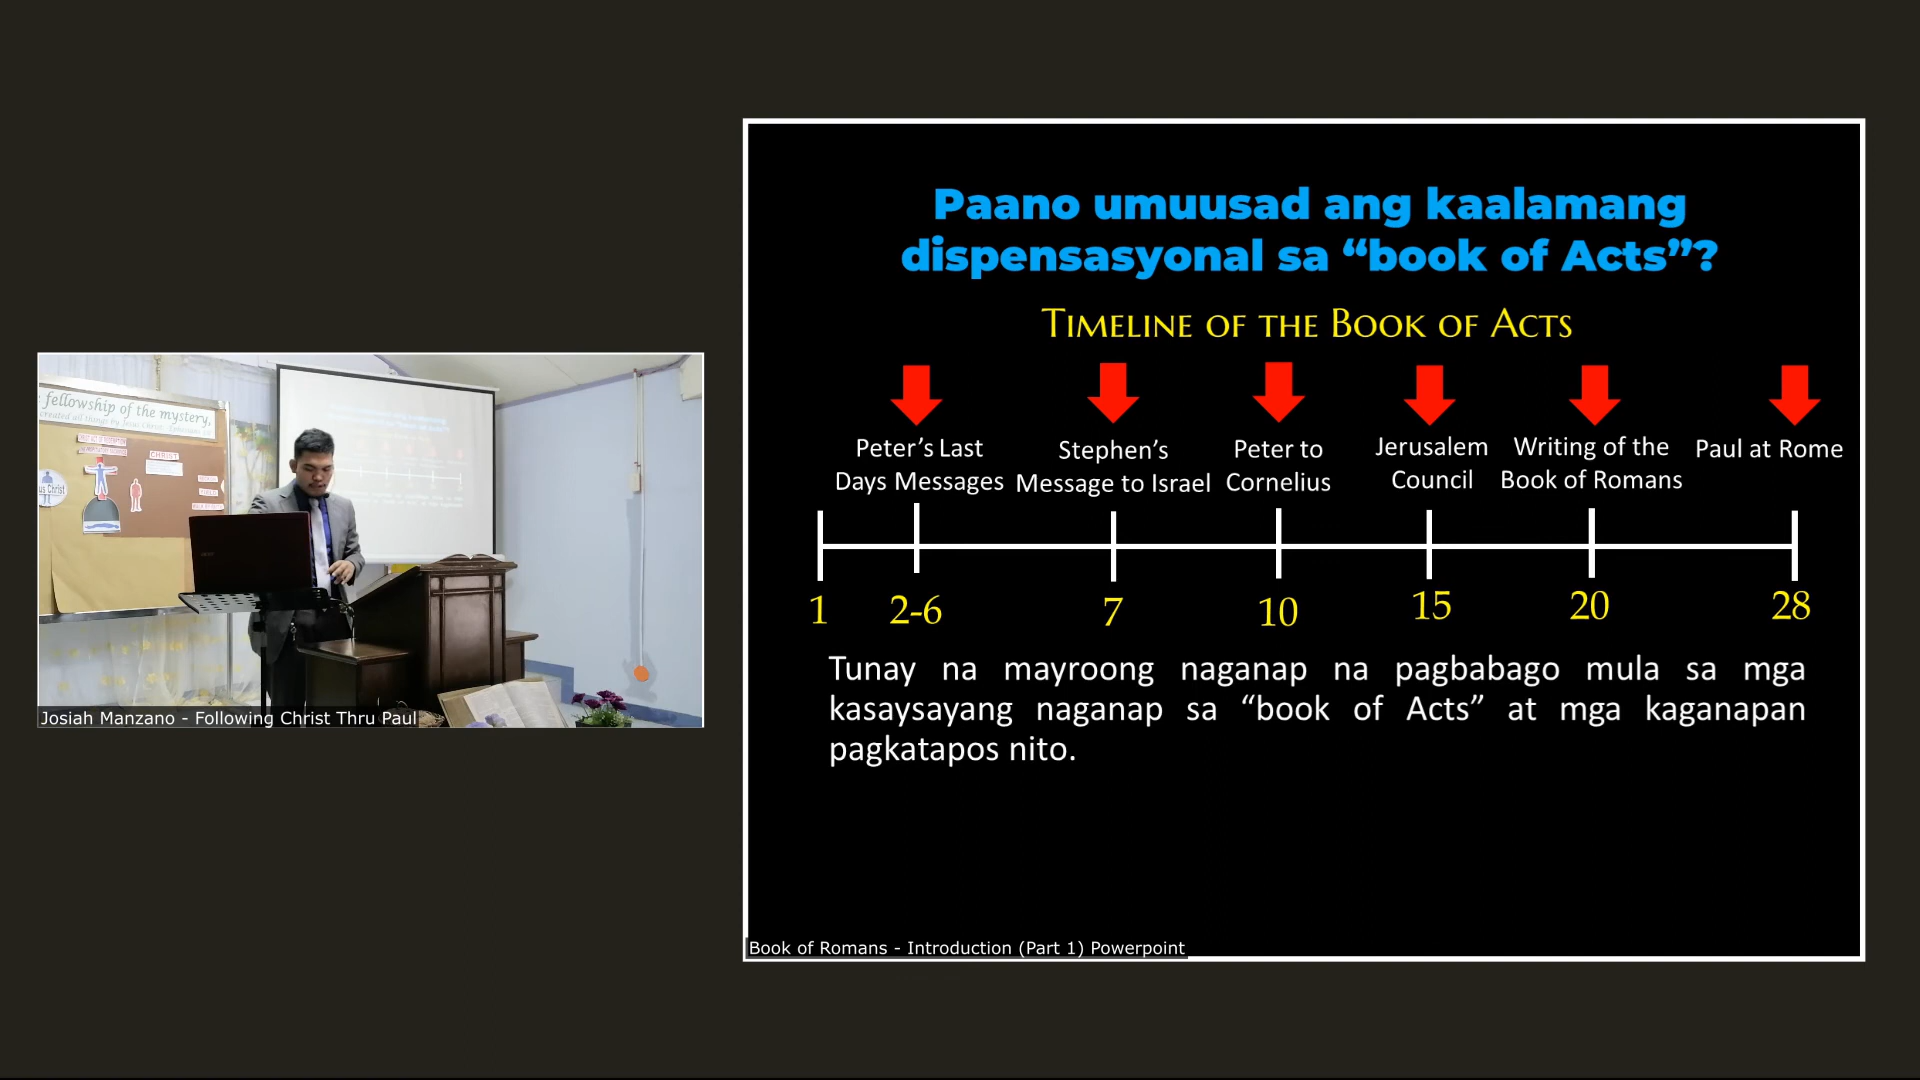 fellowship of the mystery,
CHRIST
us Christ
Josiah Manzano - Following Christ Thru Paul
Paano umuusad ang kaalamang
dispensasyonal sa “book of Acts”?
Timeline of the Book of Acts
Peter’s Last
Days Messages
Stephen’s
Message to Israel
Peter to
Cornelius
Jerusalem
Council
Writing of the
Book of Romans
Paul at Rome
1 2-6 7 10 15 20 28
Tunay na mayroong naganap na pagbabago mula sa mga
kasaysayang naganap sa “book of Acts” at mga kaganapan
pagkatapos nito.
Book of Romans - Introduction (Part 1) Powerpoint